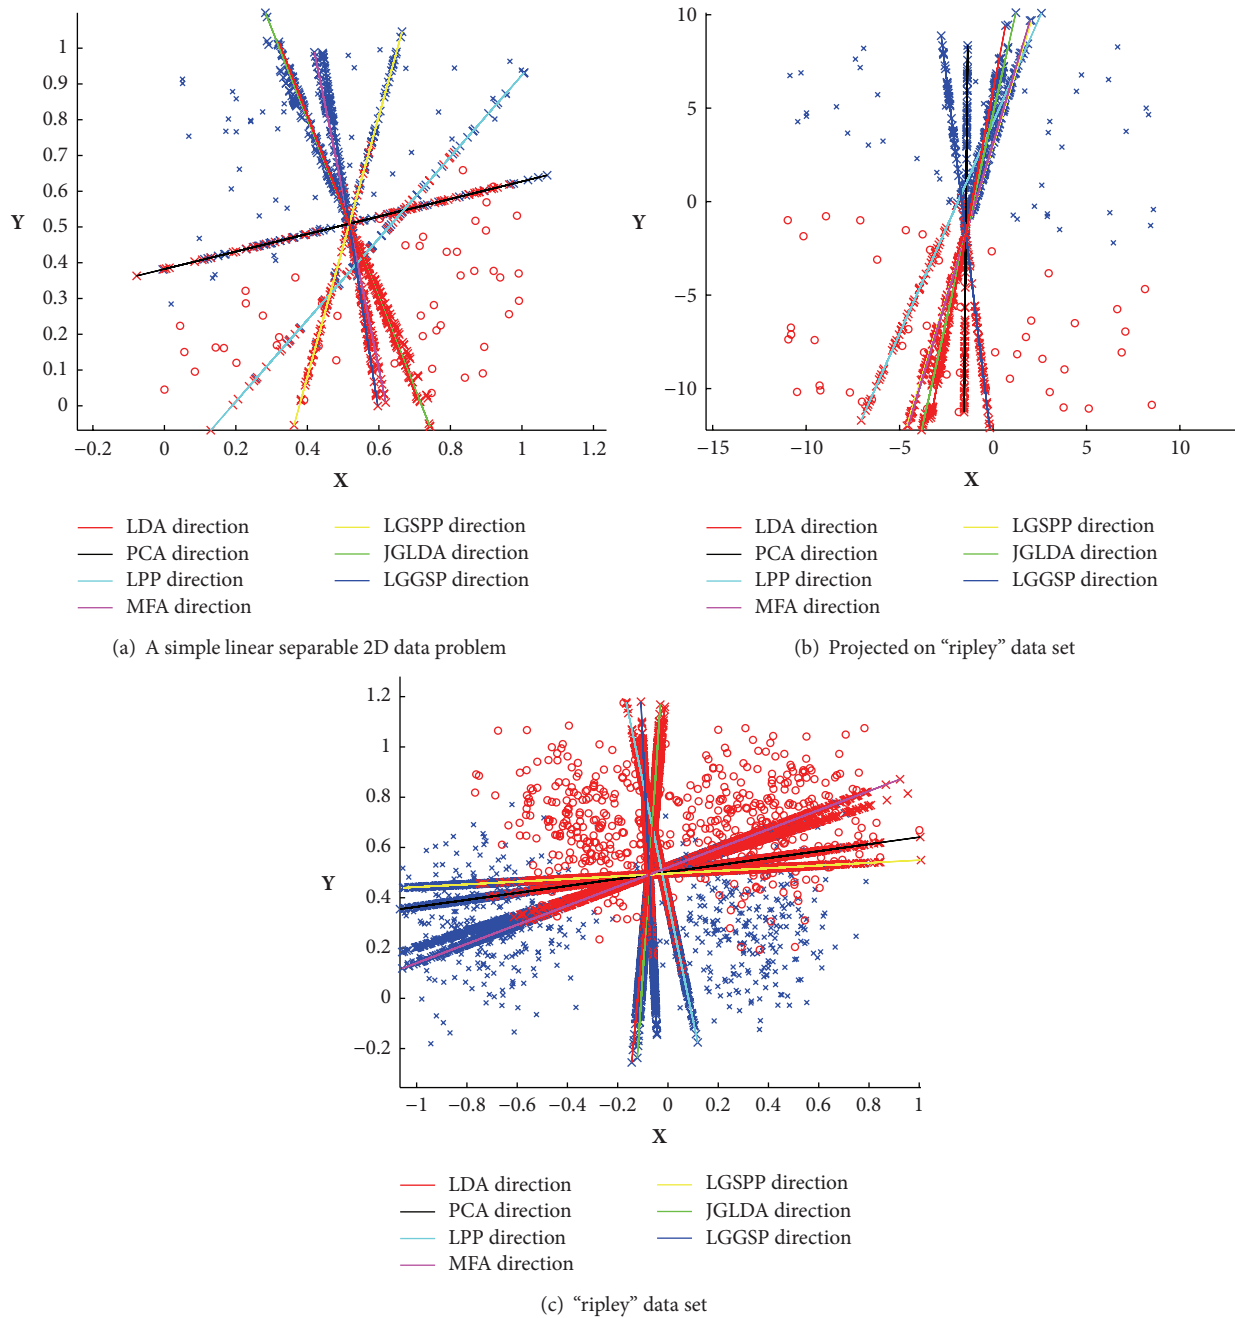 1
0.9
0.8
0.7
0.6
0.5
0.4
0.3
0.2
0.1
0
Y
−0.2 0 0.2 0.4 0.6 0.8 1 1.2
X
LDA direction
PCA direction
LPP direction
MFA direction
LGSPP direction
JGLDA direction
LGGSP direction
(a) A simple linear separable 2D data problem
10
5
0
−5
−10
Y
−15 −10 −5 0 5 10
X
LDA direction
PCA direction
LPP direction
MFA direction
LGSPP direction
JGLDA direction
LGGSP direction
(b) Projected on “ripley” data set
1.2
1
0.8
0.6
0.4
0.2
0
−0.2
Y
−1 −0.8 −0.6 −0.4 −0.2 0 0.2 0.4 0.6 0.8 1
X
LDA direction
PCA direction
LPP direction
MFA direction
LGSPP direction
JGLDA direction
LGGSP direction
(c) “ripley” data set